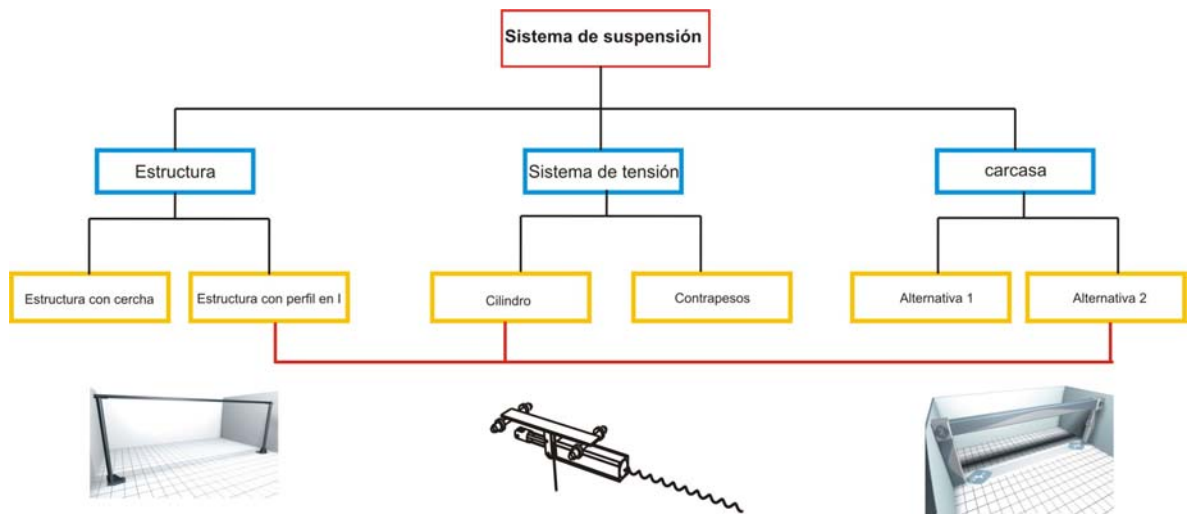 Sistema de suspensión
Estructura
Sistema de tensión
carcasa
Estructura con cercha
Estructura con perfil en I
Cilindro
Contrapesos
Alternativa 1
Alternativa 2